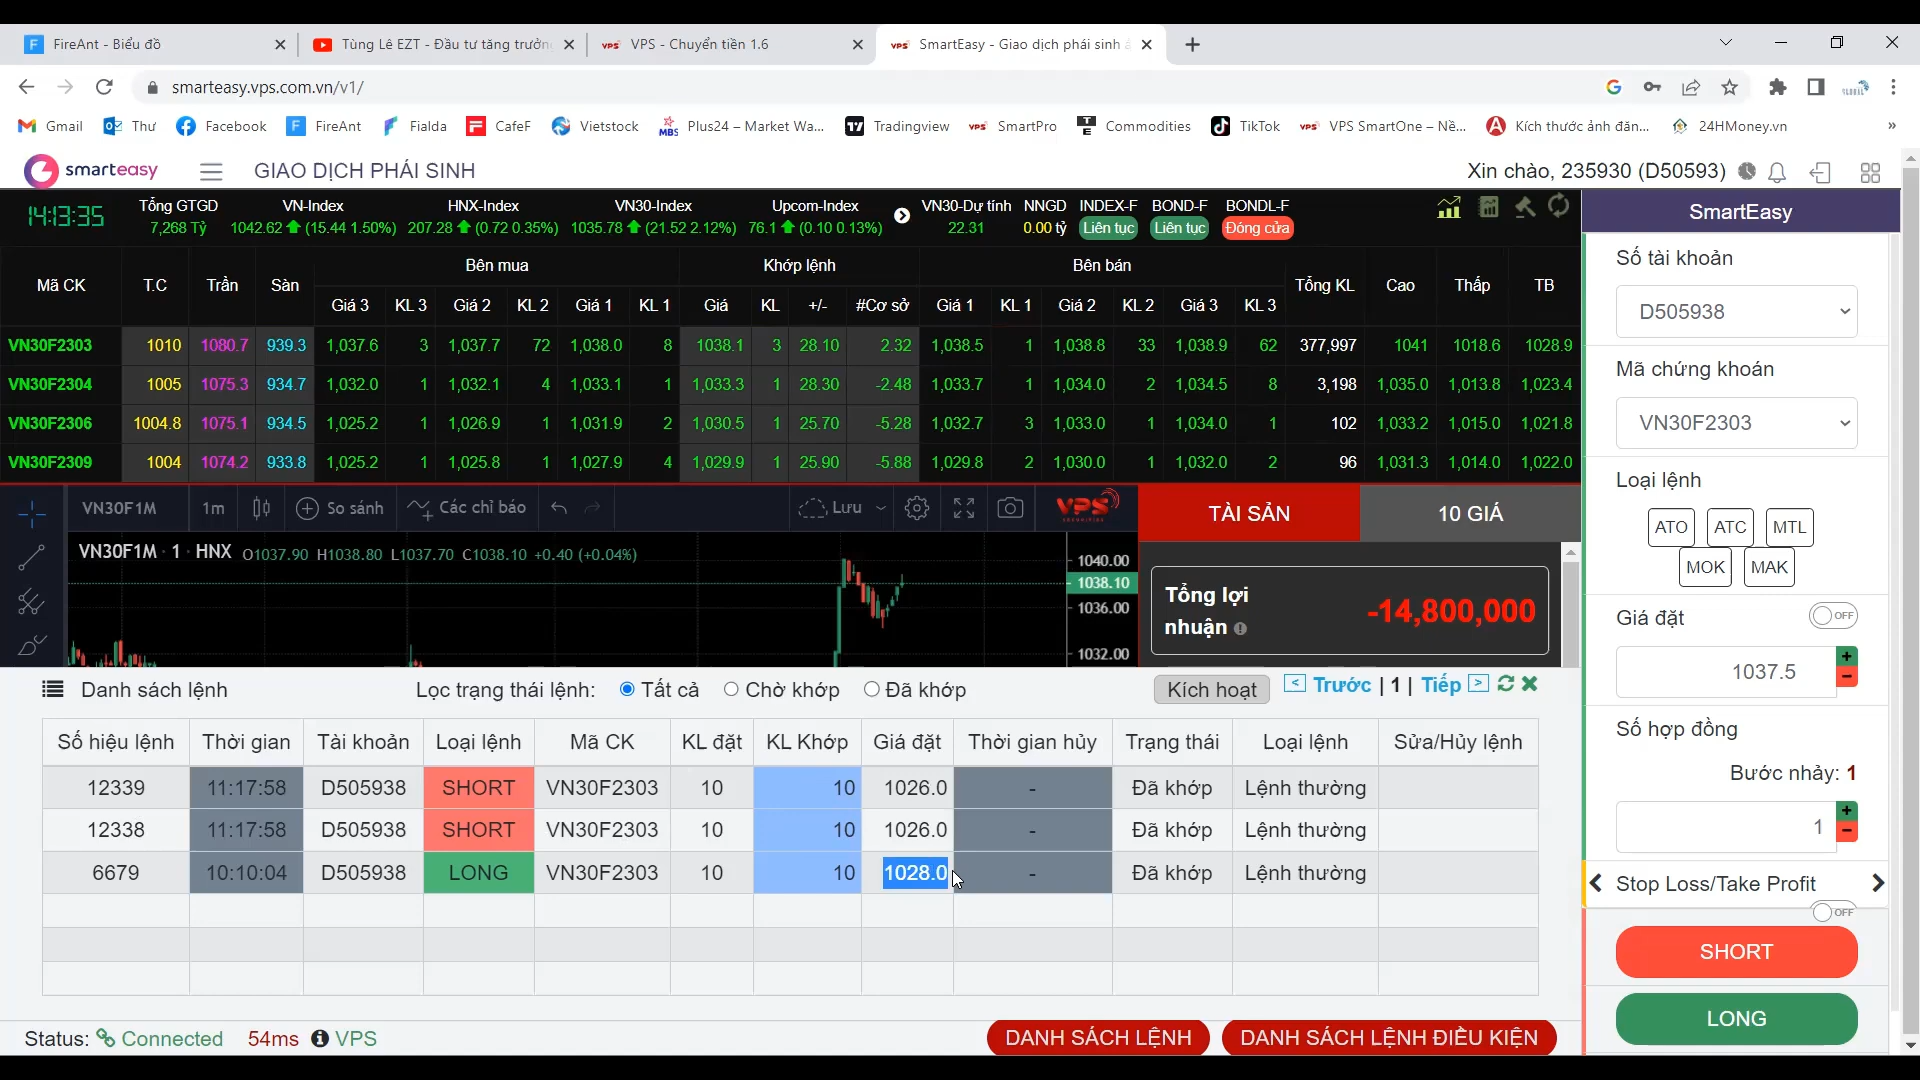 FireAnt - Biểu đồ
Tùng Lê EZT - Đầu tư tăng trưởn
VPS - Chuyển tiền 1.6
SmartEasy - Giao dịch phái sinh
smarteasy.vps.com.vn/v1/
Gmail Thư Facebook FireAnt Fialda CafeF Vietstock Plus24 – Market Wa... Tradingview SmartPro Commodities TikTok VPS SmartOne – Nề... Kích thước ảnh đăn... 24HMoney.vn »
smarteasy GIAO DỊCH PHÁI SINH Xin chào, 235930 (D50593)
14:13:35
Tổng GTGD VN-Index HNX-Index VN30-Index Upcom-Index VN30-Dự tính NNGD INDEX-F BOND-F BONDL-F
7,268 Tỷ 1042.62 (15.44 1.50%) 207.28 (0.72 0.35%) 1035.78 (21.52 2.12%) 76.1 (0.10 0.13%) 22.31 0.00 tỷ Liên tục Liên tục Đóng cửa
Mã CK T.C Trần Sàn Bên mua Khớp lệnh Bên bán Tổng KL Cao Thấp TB
Giá 3 KL 3 Giá 2 KL 2 Giá 1 KL 1 Giá KL +/- #Cơ sở Giá 1 KL 1 Giá 2 KL 2 Giá 3 KL 3
VN30F2303 1010 1080.7 939.3 1,037.6 3 1,037.7 72 1,038.0 8 1038.1 3 28.10 2.32 1,038.5 1 1,038.8 33 1,038.9 62 377,997 1041 1018.6 1028.9
VN30F2304 1005 1075.3 934.7 1,032.0 1 1,032.1 4 1,033.1 1 1,033.3 1 28.30 -2.48 1,033.7 1 1,034.0 2 1,034.5 8 3,198 1,035.0 1,013.8 1,023.4
VN30F2306 1004.8 1075.1 934.5 1,025.2 1 1,026.9 1 1,031.9 2 1,030.5 1 25.70 -5.28 1,032.7 3 1,033.0 1 1,034.0 1 102 1,033.2 1,015.0 1,021.8
VN30F2309 1004 1074.2 933.8 1,025.2 1 1,025.8 1 1,027.9 4 1,029.9 1 25.90 -5.88 1,029.8 2 1,030.0 1 1,032.0 2 96 1,031.3 1,014.0 1,022.0
VN30F1M 1m So sánh Các chỉ báo Lưu VPS
VN30F1M · 1 · HNX O1037.90 H1038.80 L1037.70 C1038.10 +0.40 (+0.04%)
1040.00
1038.10
1036.00
1032.00
TÀI SẢN 10 GIÁ
Tổng lợi
nhuận
-14,800,000
Danh sách lệnh Lọc trạng thái lệnh: Tất cả Chờ khớp Đã khớp Kích hoạt < Trước | 1 | Tiếp >
Số hiệu lệnh Thời gian Tài khoản Loại lệnh Mã CK KL đặt KL Khớp Giá đặt Thời gian hủy Trạng thái Loại lệnh Sửa/Hủy lệnh
12339 11:17:58 D505938 SHORT VN30F2303 10 10 1026.0 - Đã khớp Lệnh thường
12338 11:17:58 D505938 SHORT VN30F2303 10 10 1026.0 - Đã khớp Lệnh thường
6679 10:10:04 D505938 LONG VN30F2303 10 10 1028.0 - Đã khớp Lệnh thường
Status: Connected 54ms VPS
DANH SÁCH LỆNH DANH SÁCH LỆNH ĐIỀU KIỆN
SmartEasy
Số tài khoản
D505938
Mã chứng khoán
VN30F2303
Loại lệnh
ATO ATC MTL
MOK MAK
Giá đặt OFF
1037.5
Số hợp đồng
Bước nhảy: 1
1
Stop Loss/Take Profit
OFF
SHORT
LONG